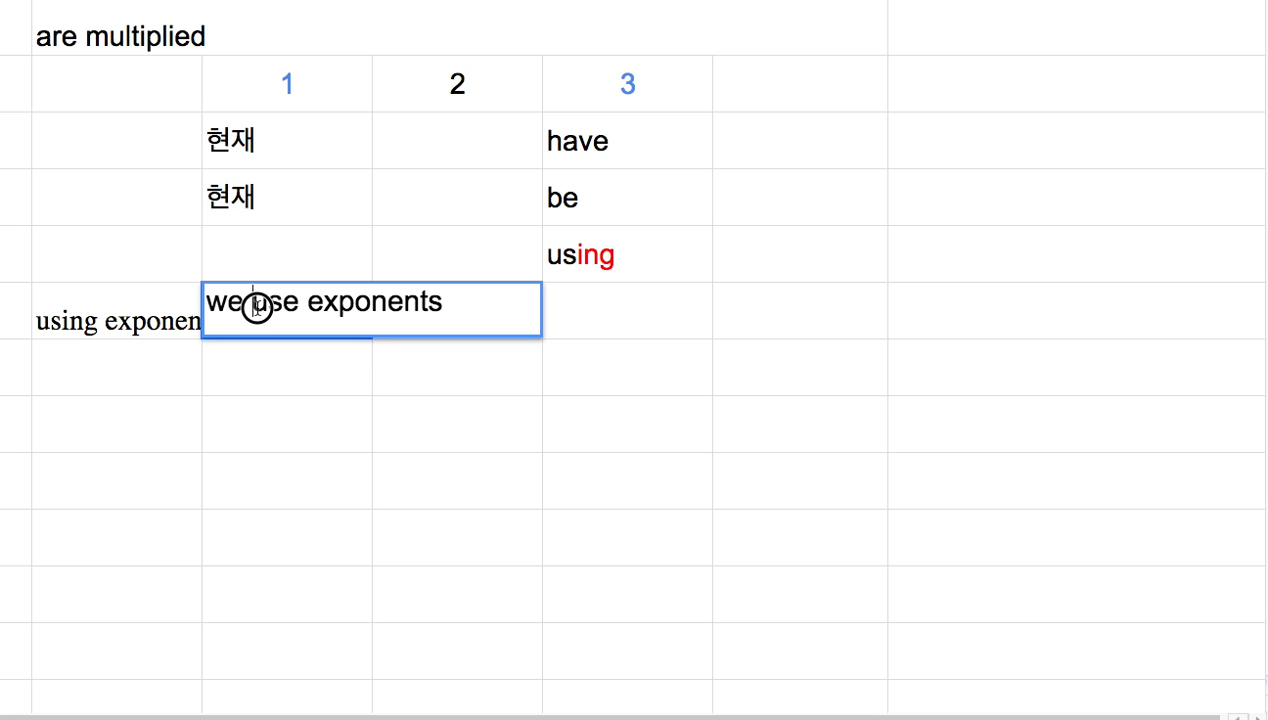 are multiplied
1 2 3
현재 have
현재 be
using
using exponen we use exponents